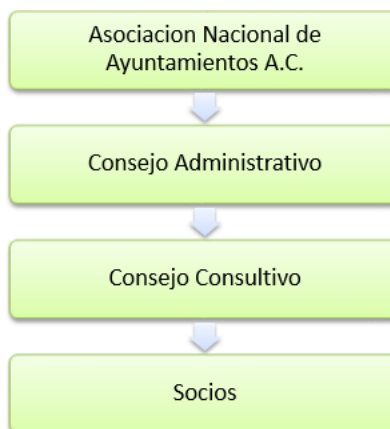 Asociacion Nacional de
Ayuntamientos A.C.
Consejo Administrativo
Consejo Consultivo
Socios